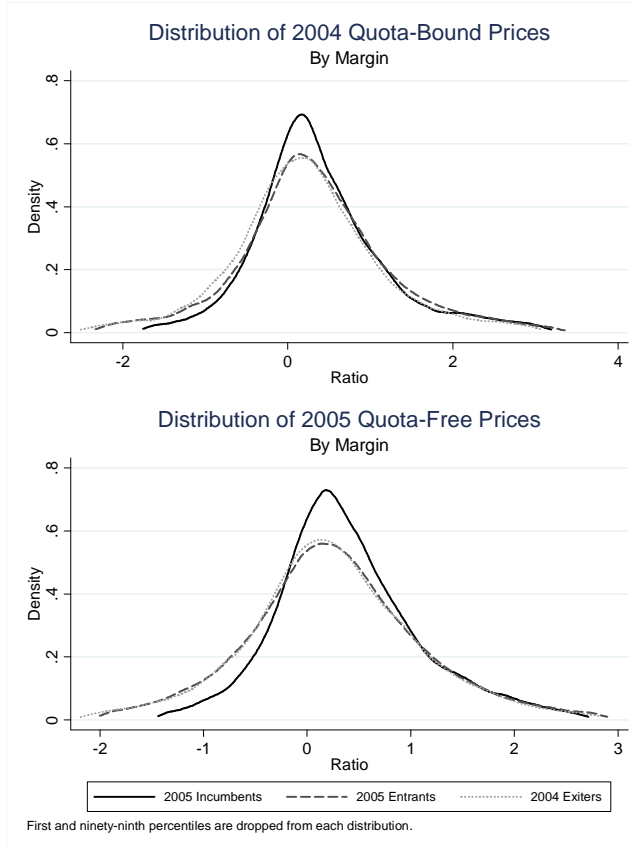 Distribution of 2004 Quota-Bound Prices
By Margin
.8
.6
.4
.2
0
Density
-2
0
2
4
Ratio
Distribution of 2005 Quota-Free Prices
By Margin
.8
.6
.4
.2
0
Density
-2
-1
0
1
2
3
Ratio
2005 Incumbents
2005 Entrants
2004 Exiters
First and ninety-ninth percentiles are dropped from each distribution.